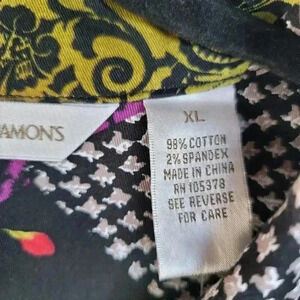 AMON'S
XL
98% COTTON
2% SPANDEX
MADE IN CHINA
RN 105378
SEE REVERSE
FOR CARE